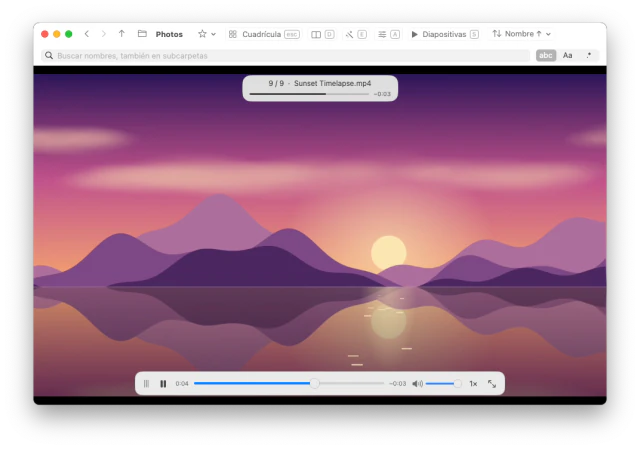 Photos Cuadrícula esc D E A Diapositivas S Nombre
Buscar nombres, también en subcarpetas abc Aa .*
9 / 9 · Sunset Timelapse.mp4
−0:03
0:04 −0:03 1×